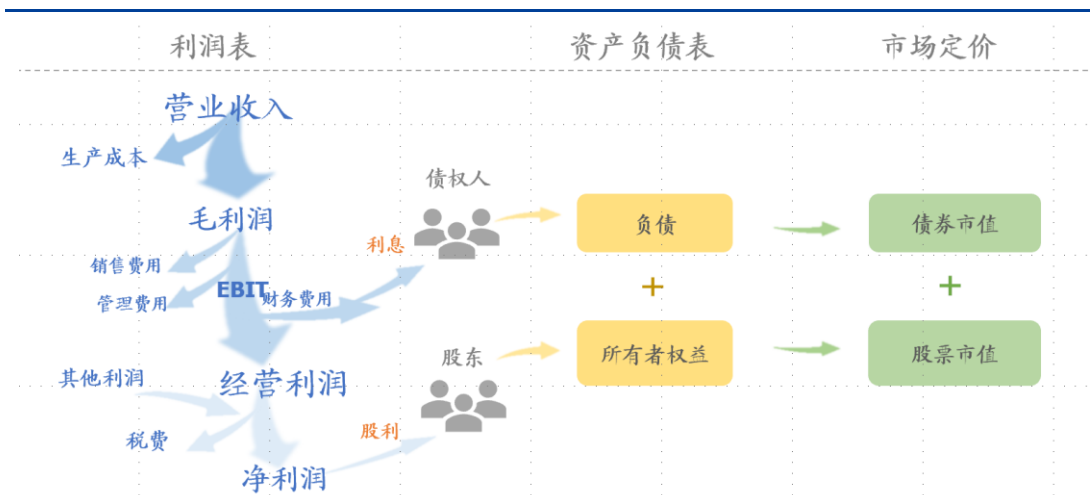 利润表
资产负债表
市场定价
营业收入
生产成本
毛利润
销售费用
EBIT
管理费用
财务费用
利息
经营利润
其他利润
税费
净利润
股利
债权人
股东
负债
+
所有者权益
债券市值
+
股票市值